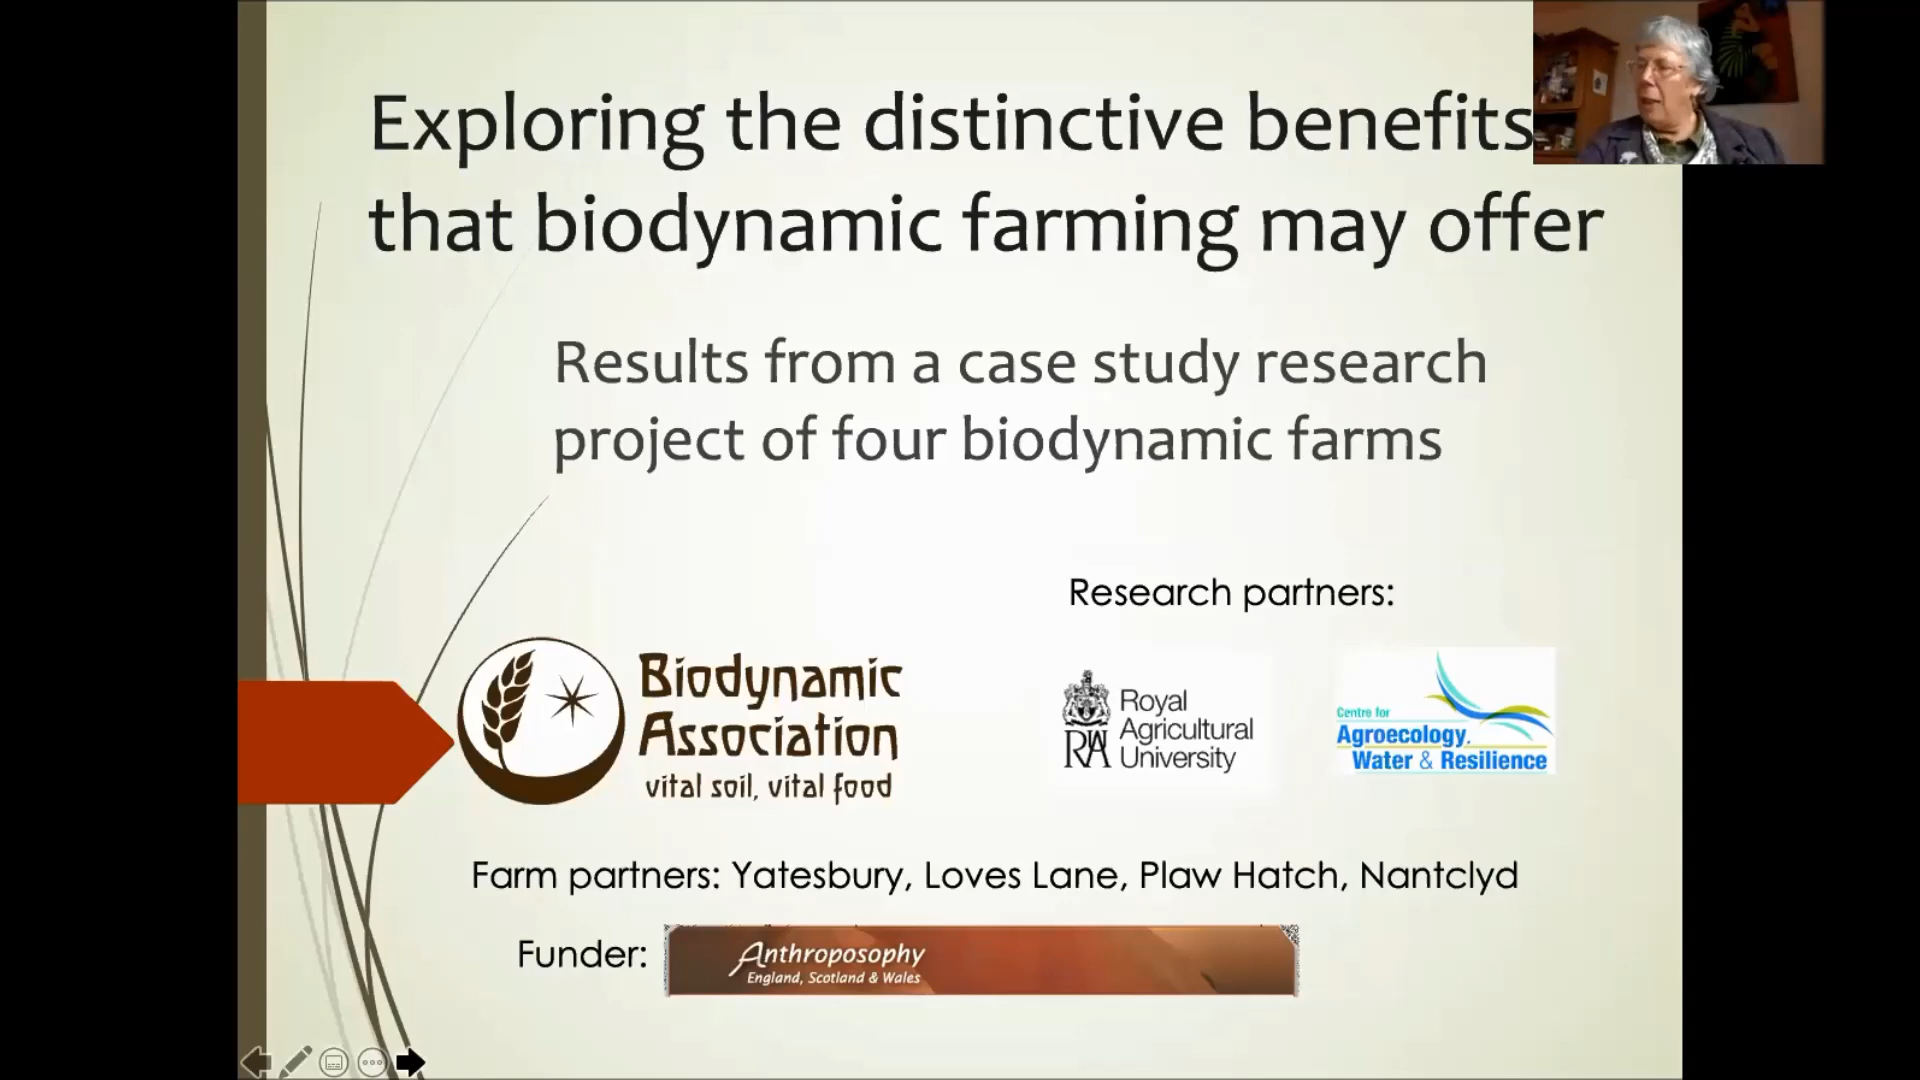 Exploring the distinctive benefits
that biodynamic farming may offer
Results from a case study research
project of four biodynamic farms
Research partners:
Biodynamic
Association
vital soil, vital food
Royal
Agricultural
University
RAU
Centre for
Agroecology,
Water & Resilience
Farm partners: Yatesbury, Loves Lane, Plaw Hatch, Nantclyd
Funder:
Anthroposophy
England, Scotland & Wales